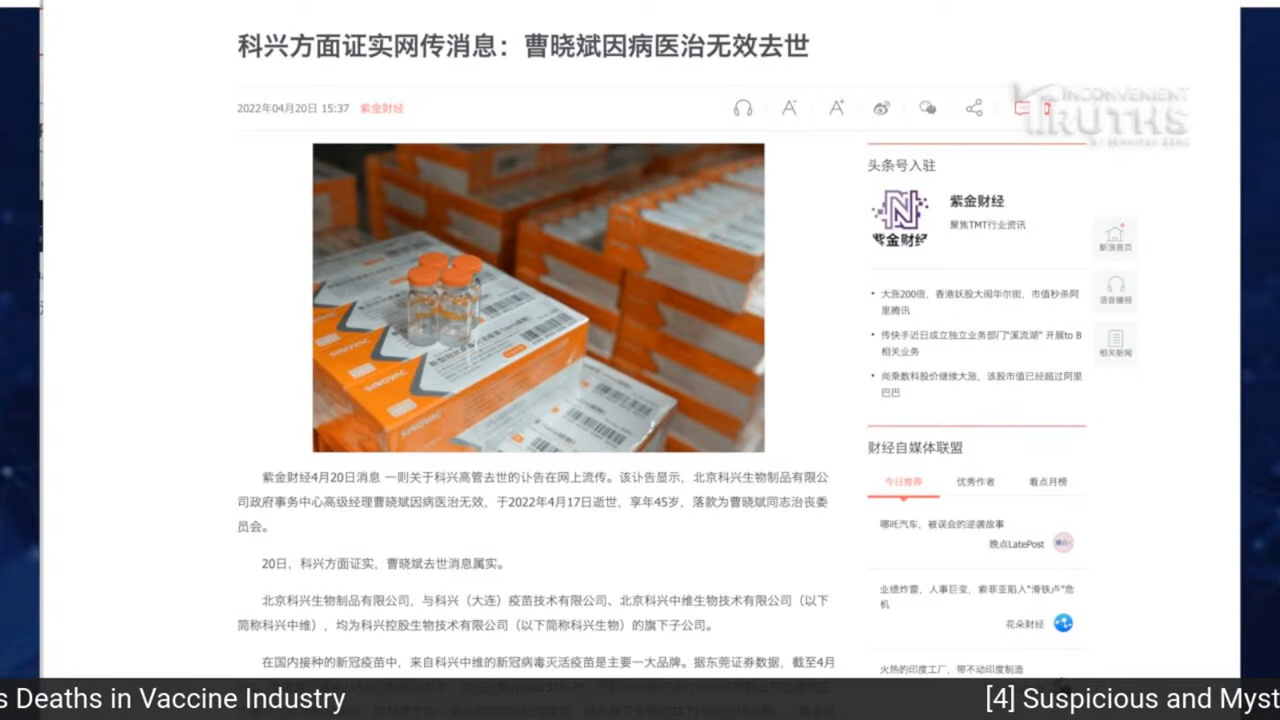 科兴方面证实网传消息：曹晓斌因病医治无效去世
INCONVENIENT
TRUTHS
2022年04月20日 15:37 紫金财经
头条号入驻
紫金财经
聚焦TMT行业资讯
紫金财经
新浪首页
语音播报
相关新闻
• 大涨200倍，香港妖股大闹华尔街，市值秒杀阿
里腾讯
• 传快手近日成立独立业务部门“溪流湖” 开展to B
相关业务
• 尚乘数科股价继续大涨，该股市值已经超过阿里
巴巴
SINOVAC
SINOVAC
财经自媒体联盟
今日推荐 优秀作者 看点月榜
哪吒汽车，被误会的逆袭故事
晚点LatePost
业绩炸雷，人事巨变，索菲亚陷入“滑铁卢”危
机
花朵财经
火热的印度工厂，带不动印度制造
紫金财经4月20日消息 一则关于科兴高管去世的讣告在网上流传。该讣告显示，北京科兴生物制品有限公
司政府事务中心高级经理曹晓斌因病医治无效，于2022年4月17日逝世，享年45岁，落款为曹晓斌同志治丧委
员会。
20日，科兴方面证实，曹晓斌去世消息属实。
北京科兴生物制品有限公司，与科兴（大连）疫苗技术有限公司、北京科兴中维生物技术有限公司（以下
简称科兴中维），均为科兴控股生物技术有限公司（以下简称科兴生物）的旗下子公司。
在国内接种的新冠疫苗中，来自科兴中维的新冠病毒灭活疫苗是主要一大品牌。据东莞证券数据，截至4月
s Deaths in Vaccine Industry
[4] Suspicious and Myst